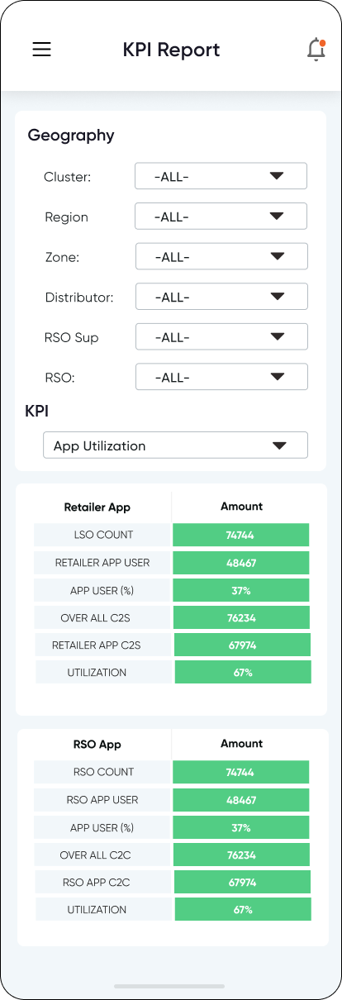 KPI Report
Geography
Cluster: -ALL-
Region -ALL-
Zone: -ALL-
Distributor: -ALL-
RSO Sup -ALL-
RSO: -ALL-
KPI
App Utilization
Retailer App Amount
LSO COUNT 74744
RETAILER APP USER 48467
APP USER (%) 37%
OVER ALL C2S 76234
RETAILER APP C2S 67974
UTILIZATION 67%
RSO App Amount
RSO COUNT 74744
RSO APP USER 48467
APP USER (%) 37%
OVER ALL C2C 76234
RSO APP C2C 67974
UTILIZATION 67%